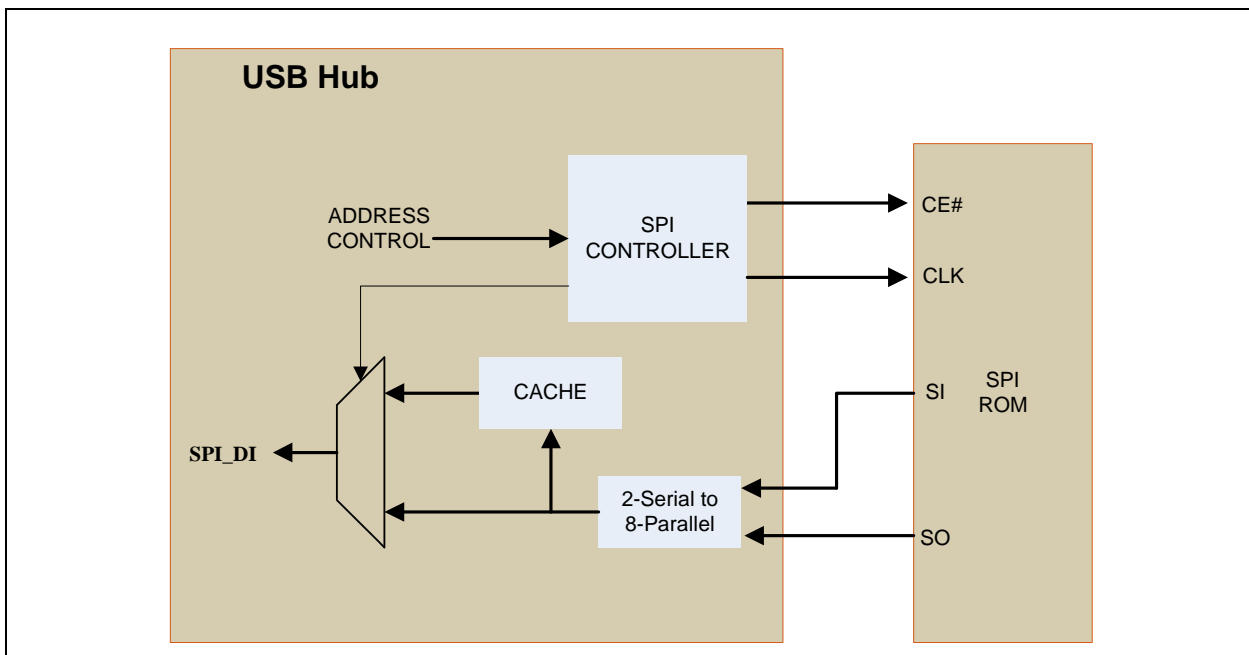 USB Hub
ADDRESS
CONTROL
SPI
CONTROLLER
CE#
CLK
CACHE
SI
SPI
ROM
SPI_DI
2-Serial to
8-Parallel
SO